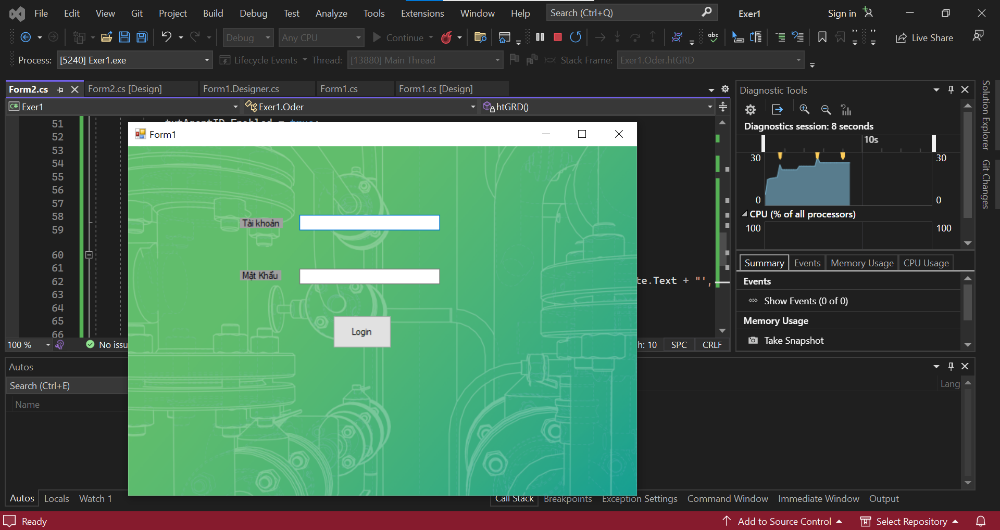 File Edit View Git Project Build Debug Test Analyze Tools Extensions Window Help Search (Ctrl+Q) Exer1 Sign in
Debug Any CPU Continue abc Live Share
Process: [5240] Exer1.exe Lifecycle Events Thread: [13880] Main Thread Stack Frame: Exer1.Oder.htGRD
Form2.cs Form2.cs [Design] Form1.Designer.cs Form1.cs Form1.cs [Design]
C# Exer1 Exer1.Oder htGRD()
51 txtAgentID.Enabled = true;
52
53
54
55
56
57
58
59
60
61
62 te.Text + "',
63
64
65
66
100 % No issu h: 10 SPC CRLF
Form1
Tài khoản
Mật Khẩu
Login
Diagnostic Tools
Diagnostics session: 8 seconds
10s
30 30
0 0
CPU (% of all processors)
100 100
Summary Events Memory Usage CPU Usage
Events
Show Events (0 of 0)
Memory Usage
Take Snapshot
Solution Explorer
Git Changes
Autos
Search (Ctrl+E)
Name
Lang
Autos Locals Watch 1
Call Stack Breakpoints Exception Settings Command Window Immediate Window Output
Ready Add to Source Control Select Repository